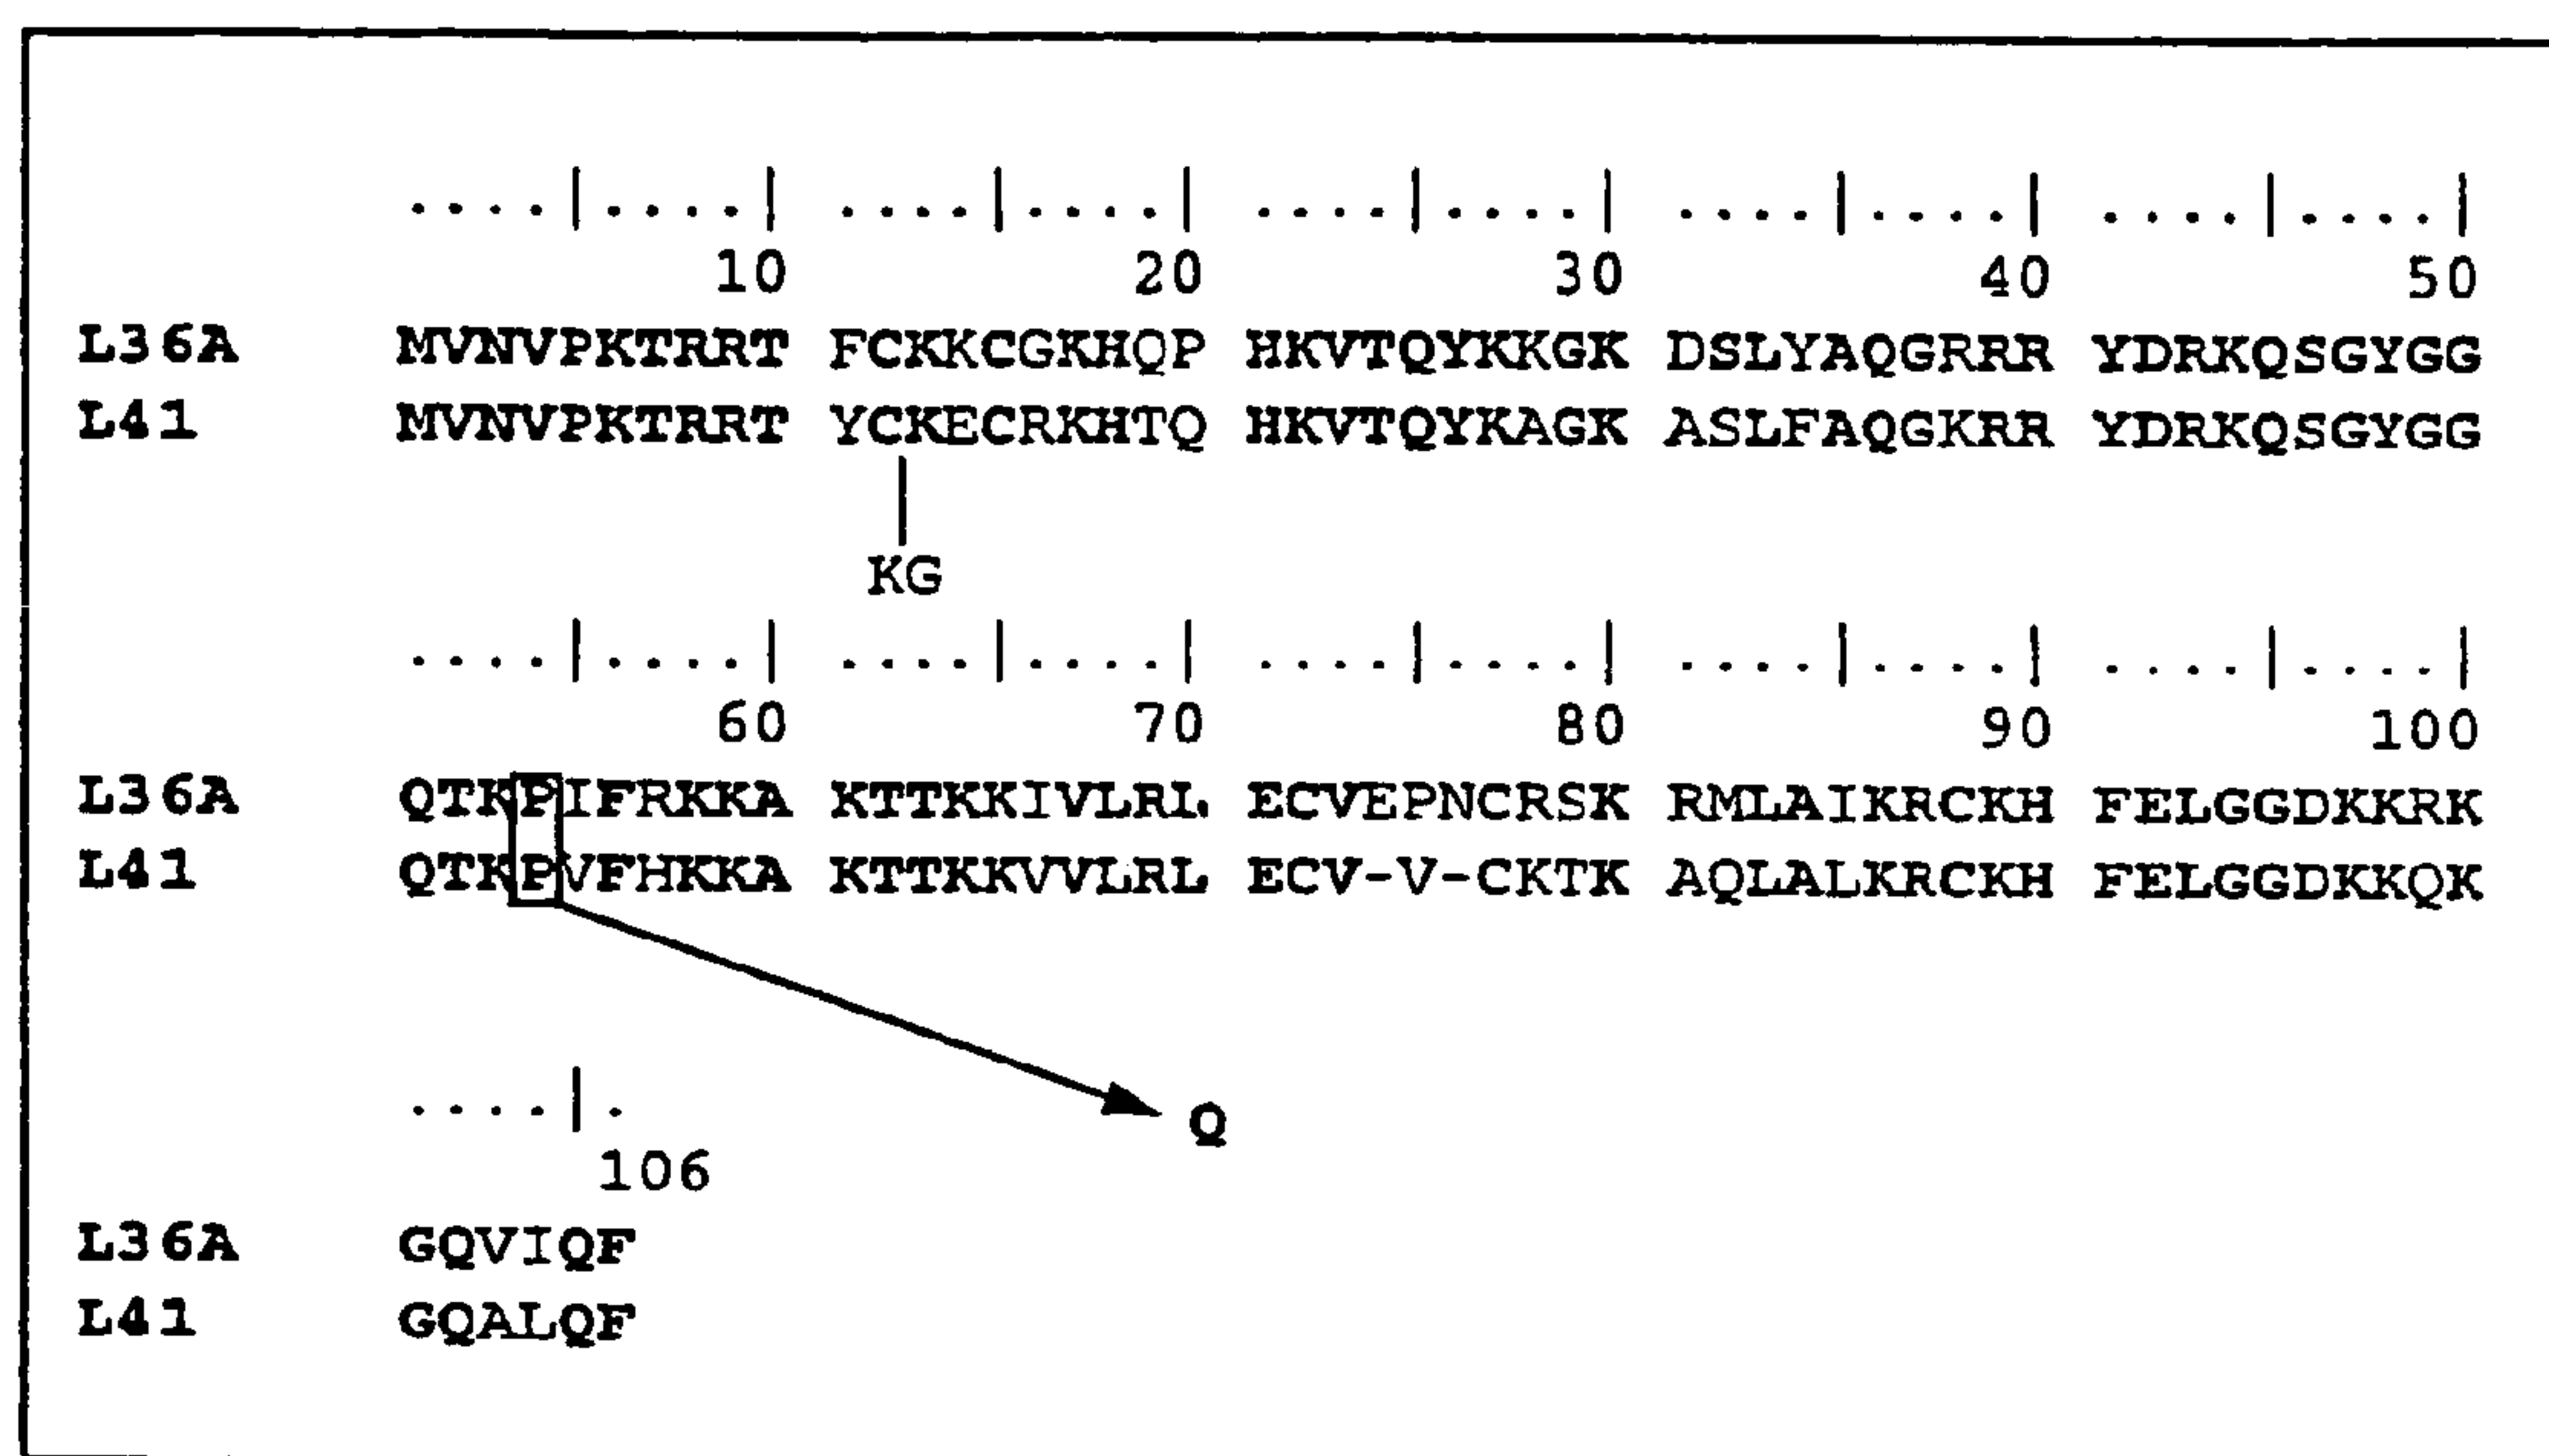 ....|....| ....|....| ....|....| ....|....| ....|....|
10 20 30 40 50
L36A MVNVPKTRRT FCKKCGKHQP HKVTQYKKGK DSLYAQGRRR YDRKQSGYGG
L41 MVNVPKTRRT YCKECRKHTQ HKVTQYKAGK ASLFAQGKRR YDRKQSGYGG
KG
....|....| ....|....| ....|....| ....|....| ....|....|
60 70 80 90 100
L36A QTKPIFRKKA KTTKKIVLRL ECVEPNCRSK RMLAIKRCKH FELGGDKKRK
L41 QTKPVFHKKA KTTKKVVLRL ECV-V-CKTK AQLALKRCKH FELGGDKKQK
....|.
Q
106
L36A GQVIQF
L41 GQALQF